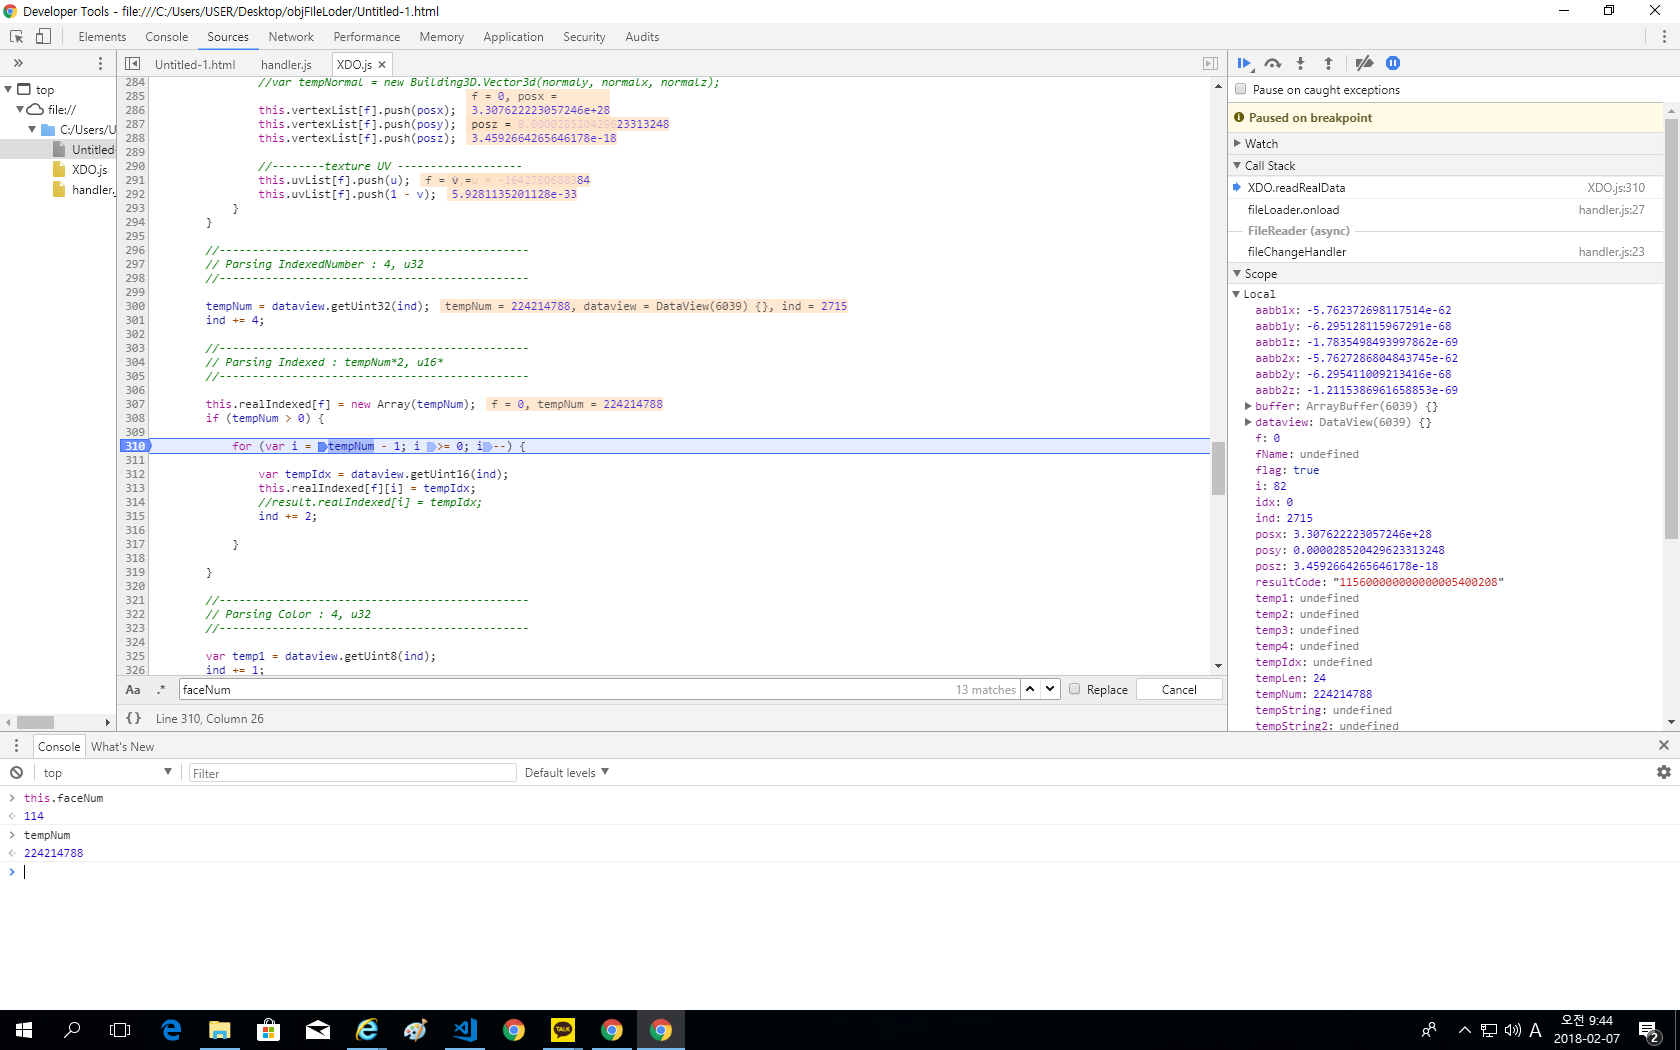 Developer Tools - file:///C:/Users/USER/Desktop/objFIleLoder/Untitled-1.html
Elements Console Sources Network Performance Memory Application Security Audits
Untitled-1.html handler.js XDO.js ×
top
file://
C:/Users/U
Untitled-
XDO.js
handler.
284 //var tempNormal = new Building3D.Vector3d(normaly, normalx, normalz);
285 f = 0, posx =
286 this.vertexList[f].push(posx); 3.307622223057246e+28
287 this.vertexList[f].push(posy); posz = 0.000028520429623313248
288 this.vertexList[f].push(posz); 3.4592664265646178e-18
289
290 //--------texture UV -------------------
291 this.uvList[f].push(u); f = v, =u = -1642780688384
292 this.uvList[f].push(1 - v); 5.9281135201128e-33
293 }
294 }
295
296 //-----------------------------------------------
297 // Parsing IndexedNumber : 4, u32
298 //-----------------------------------------------
299
300 tempNum = dataview.getUint32(ind); tempNum = 224214788, dataview = DataView(6039) {}, ind = 2715
301 ind += 4;
302
303 //-----------------------------------------------
304 // Parsing Indexed : tempNum*2, u16*
305 //-----------------------------------------------
306
307 this.realIndexed[f] = new Array(tempNum); f = 0, tempNum = 224214788
308 if (tempNum > 0) {
309
310 for (var i = tempNum - 1; i >= 0; i--) {
311
312 var tempIdx = dataview.getUint16(ind);
313 this.realIndexed[f][i] = tempIdx;
314 //result.realIndexed[i] = tempIdx;
315 ind += 2;
316
317 }
318
319 }
320
321 //-----------------------------------------------
322 // Parsing Color : 4, u32
323 //-----------------------------------------------
324
325 var temp1 = dataview.getUint8(ind);
326 ind += 1;
Aa .* faceNum 13 matches Replace Cancel
{} Line 310, Column 26
Pause on caught exceptions
Paused on breakpoint
Watch
Call Stack
XDO.readRealData XDO.js:310
fileLoader.onload handler.js:27
FileReader (async)
fileChangeHandler handler.js:23
Scope
Local
aabb1x: -5.762372698117514e-62
aabb1y: -6.295128115967291e-68
aabb1z: -1.7835498493997862e-69
aabb2x: -5.7627286804843745e-62
aabb2y: -6.295411009213416e-68
aabb2z: -1.2115386961658853e-69
buffer: ArrayBuffer(6039) {}
dataview: DataView(6039) {}
f: 0
fName: undefined
flag: true
i: 82
idx: 0
ind: 2715
posx: 3.307622223057246e+28
posy: 0.000028520429623313248
posz: 3.4592664265646178e-18
resultCode: "115600000000000005400208"
temp1: undefined
temp2: undefined
temp3: undefined
temp4: undefined
tempIdx: undefined
tempLen: 24
tempNum: 224214788
tempString: undefined
tempString2: undefined
Console What's New
top Filter Default levels
> this.faceNum
114
> tempNum
224214788
>
TALK
A
오전 9:44
2018-02-07
2